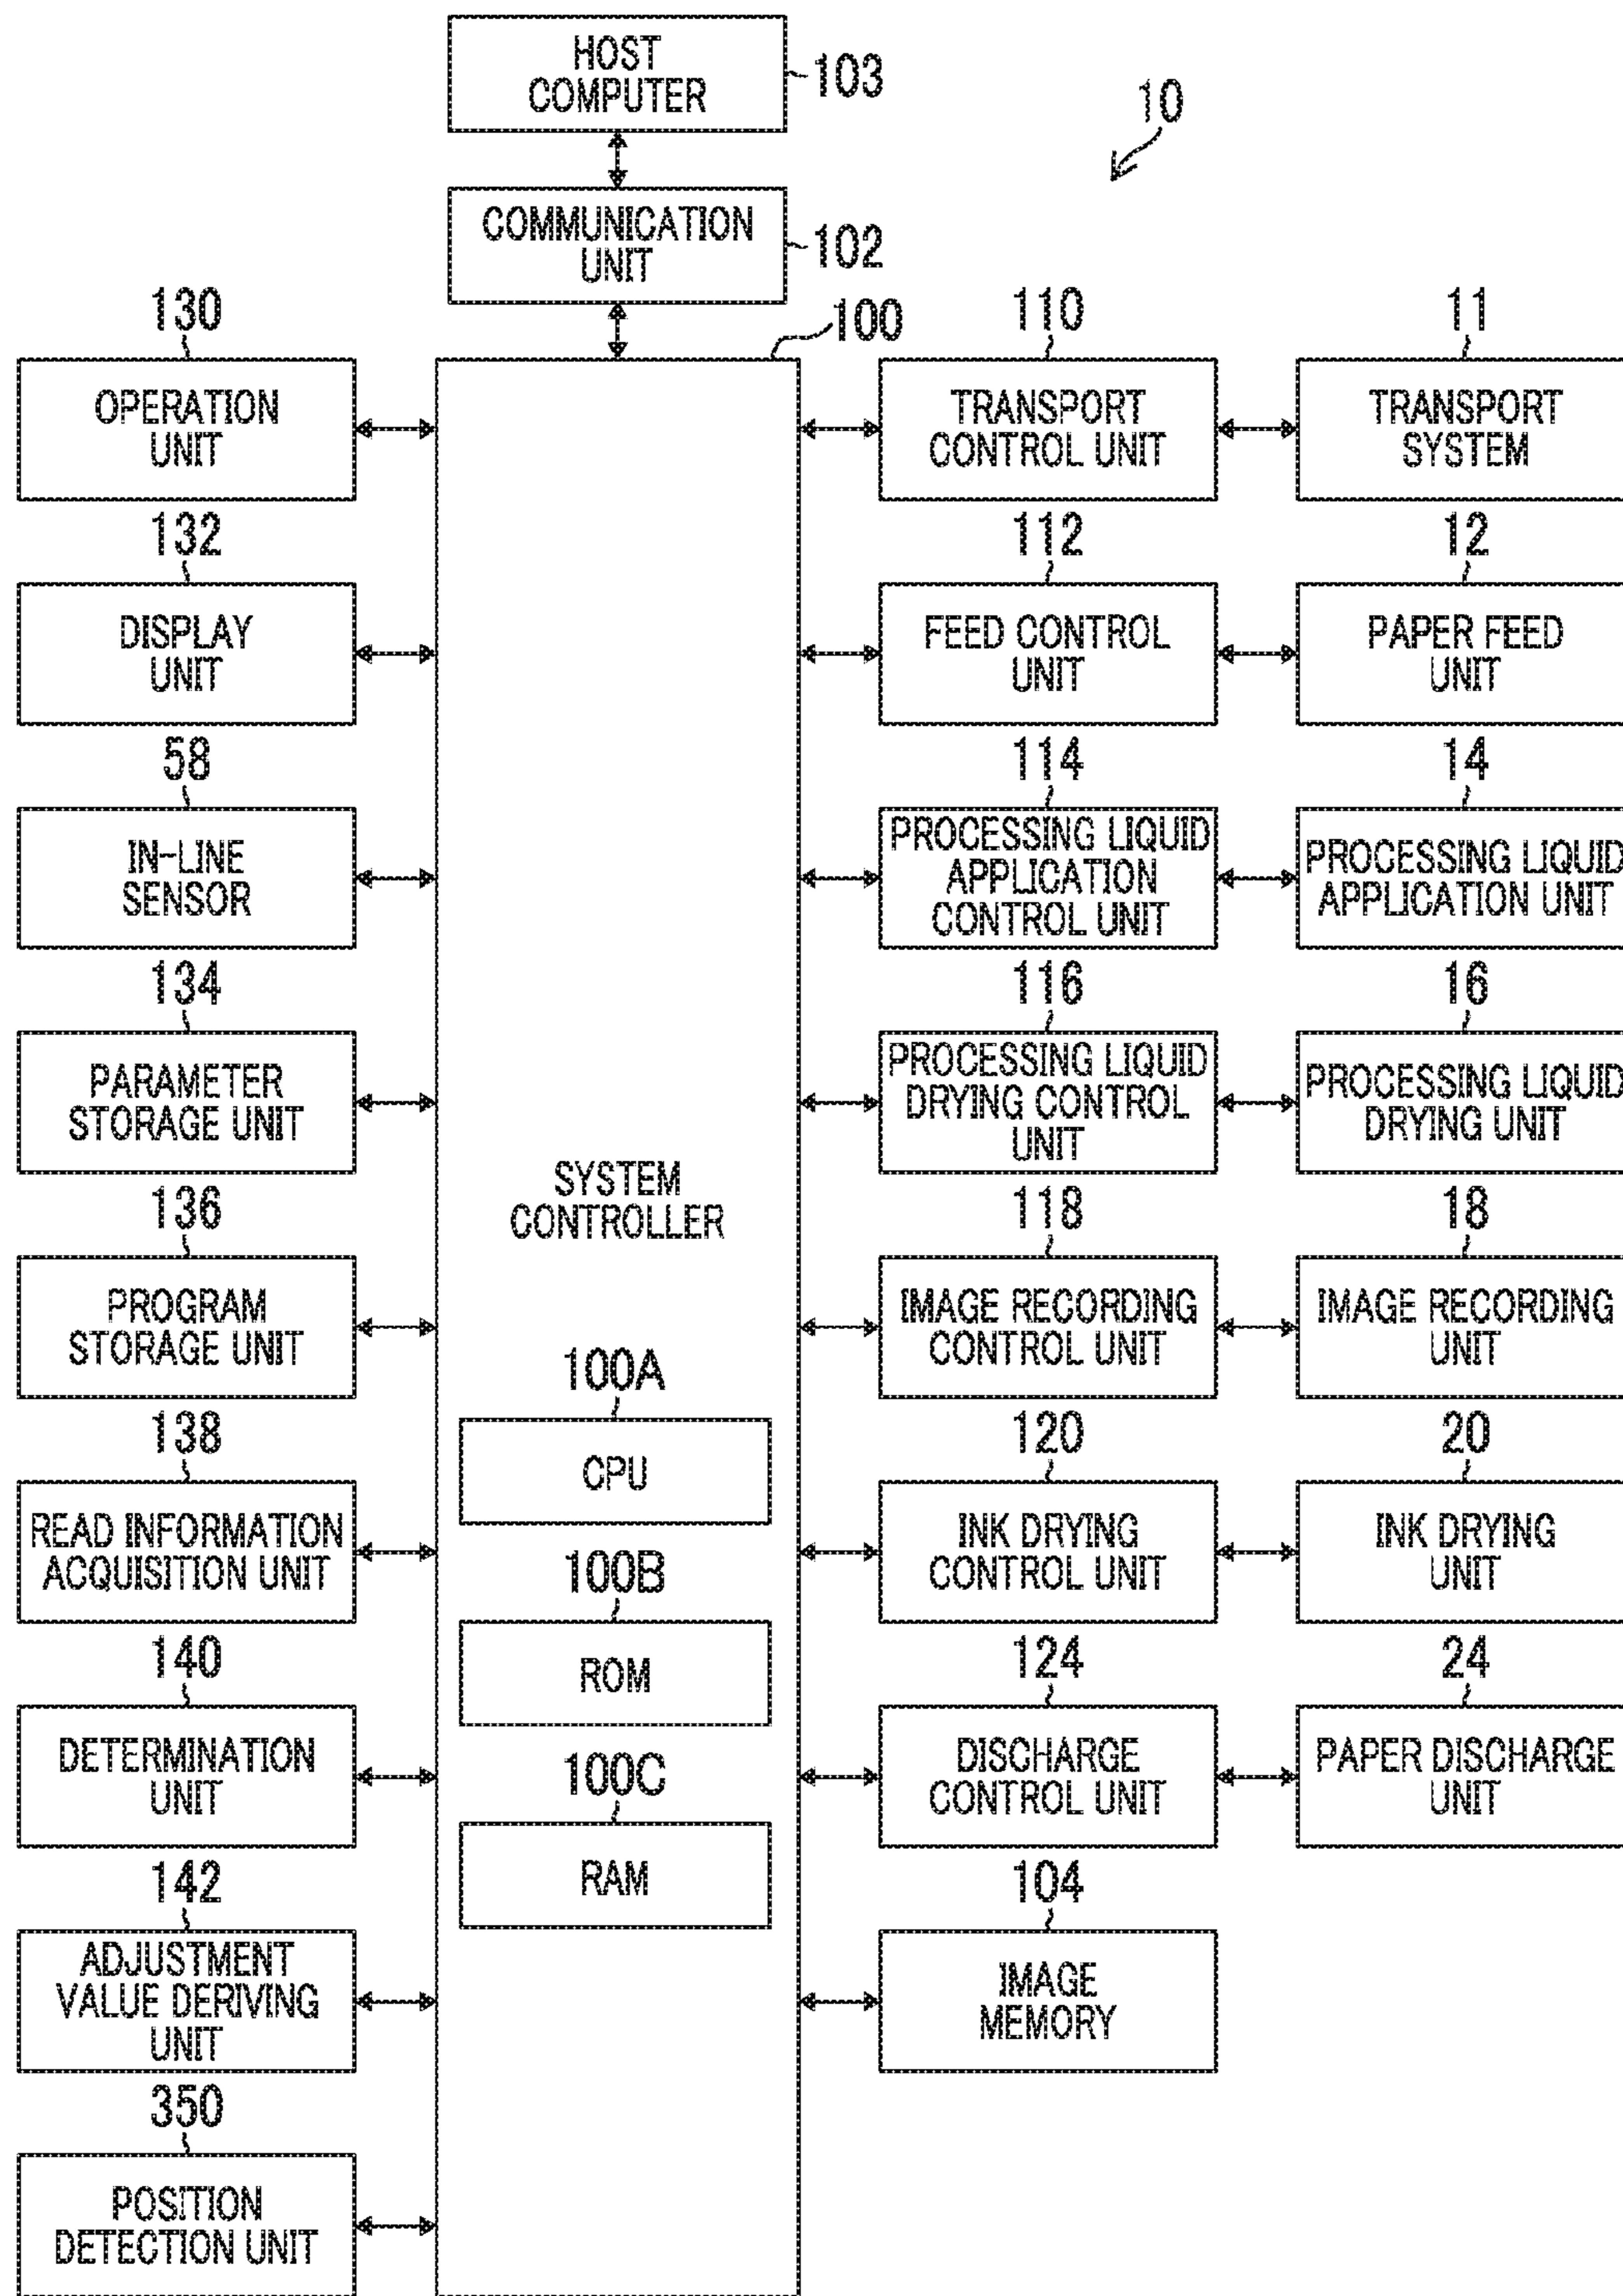 HOST
COMPUTER
103
10
COMMUNICATION
UNIT
102
100
130
OPERATION
UNIT
110
TRANSPORT
CONTROL UNIT
11
TRANSPORT
SYSTEM
132
DISPLAY
UNIT
112
FEED CONTROL
UNIT
12
PAPER FEED
UNIT
58
IN-LINE
SENSOR
114
PROCESSING LIQUID
APPLICATION
CONTROL UNIT
14
PROCESSING LIQUID
APPLICATION UNIT
134
PARAMETER
STORAGE UNIT
116
PROCESSING LIQUID
DRYING CONTROL
UNIT
16
PROCESSING LIQUID
DRYING UNIT
SYSTEM
CONTROLLER
136
PROGRAM
STORAGE UNIT
118
IMAGE RECORDING
CONTROL UNIT
18
IMAGE RECORDING
UNIT
100A
CPU
138
READ INFORMATION
ACQUISITION UNIT
120
INK DRYING
CONTROL UNIT
20
INK DRYING
UNIT
100B
ROM
140
DETERMINATION
UNIT
124
DISCHARGE
CONTROL UNIT
24
PAPER DISCHARGE
UNIT
100C
RAM
142
ADJUSTMENT
VALUE DERIVING
UNIT
104
IMAGE
MEMORY
350
POSITION
DETECTION UNIT